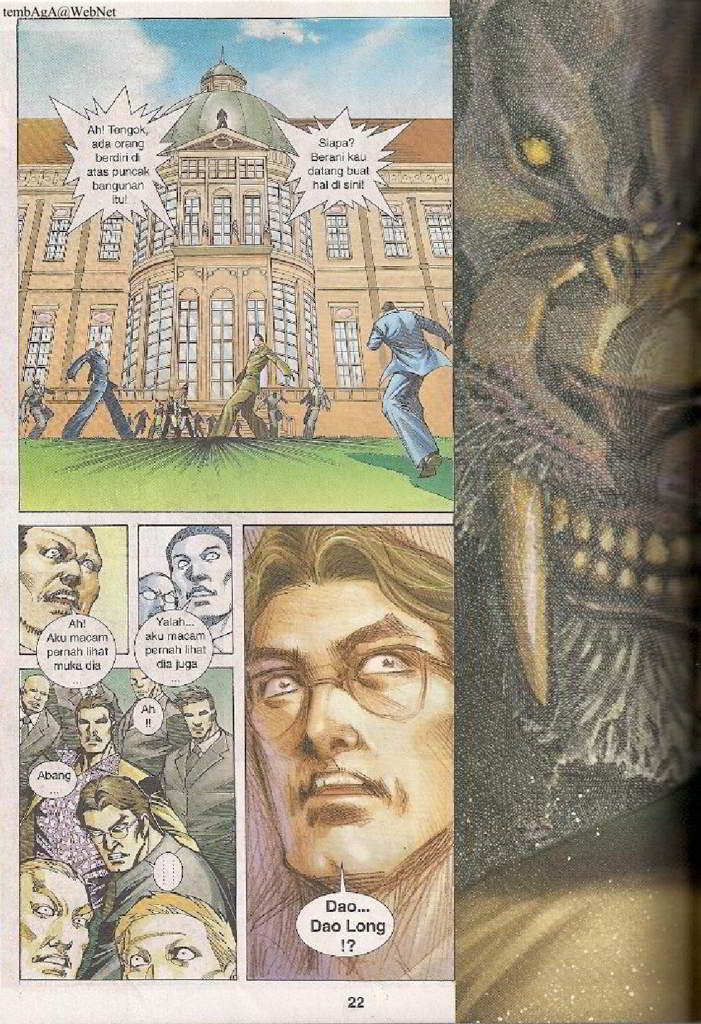 tembAgA@WebNet
Ah! Tengok,
ada orang
berdiri di
atas puncak
bangunan
itu!
Siapa?
Berani kau
datang buat
hal di sini!
Ah!
Aku macam
pernah lihat
muka dia
...
Yalah...
aku macam
pernah lihat
dia juga
...
Ah
!!
Abang
...
......
Dao...
Dao Long
!?
22